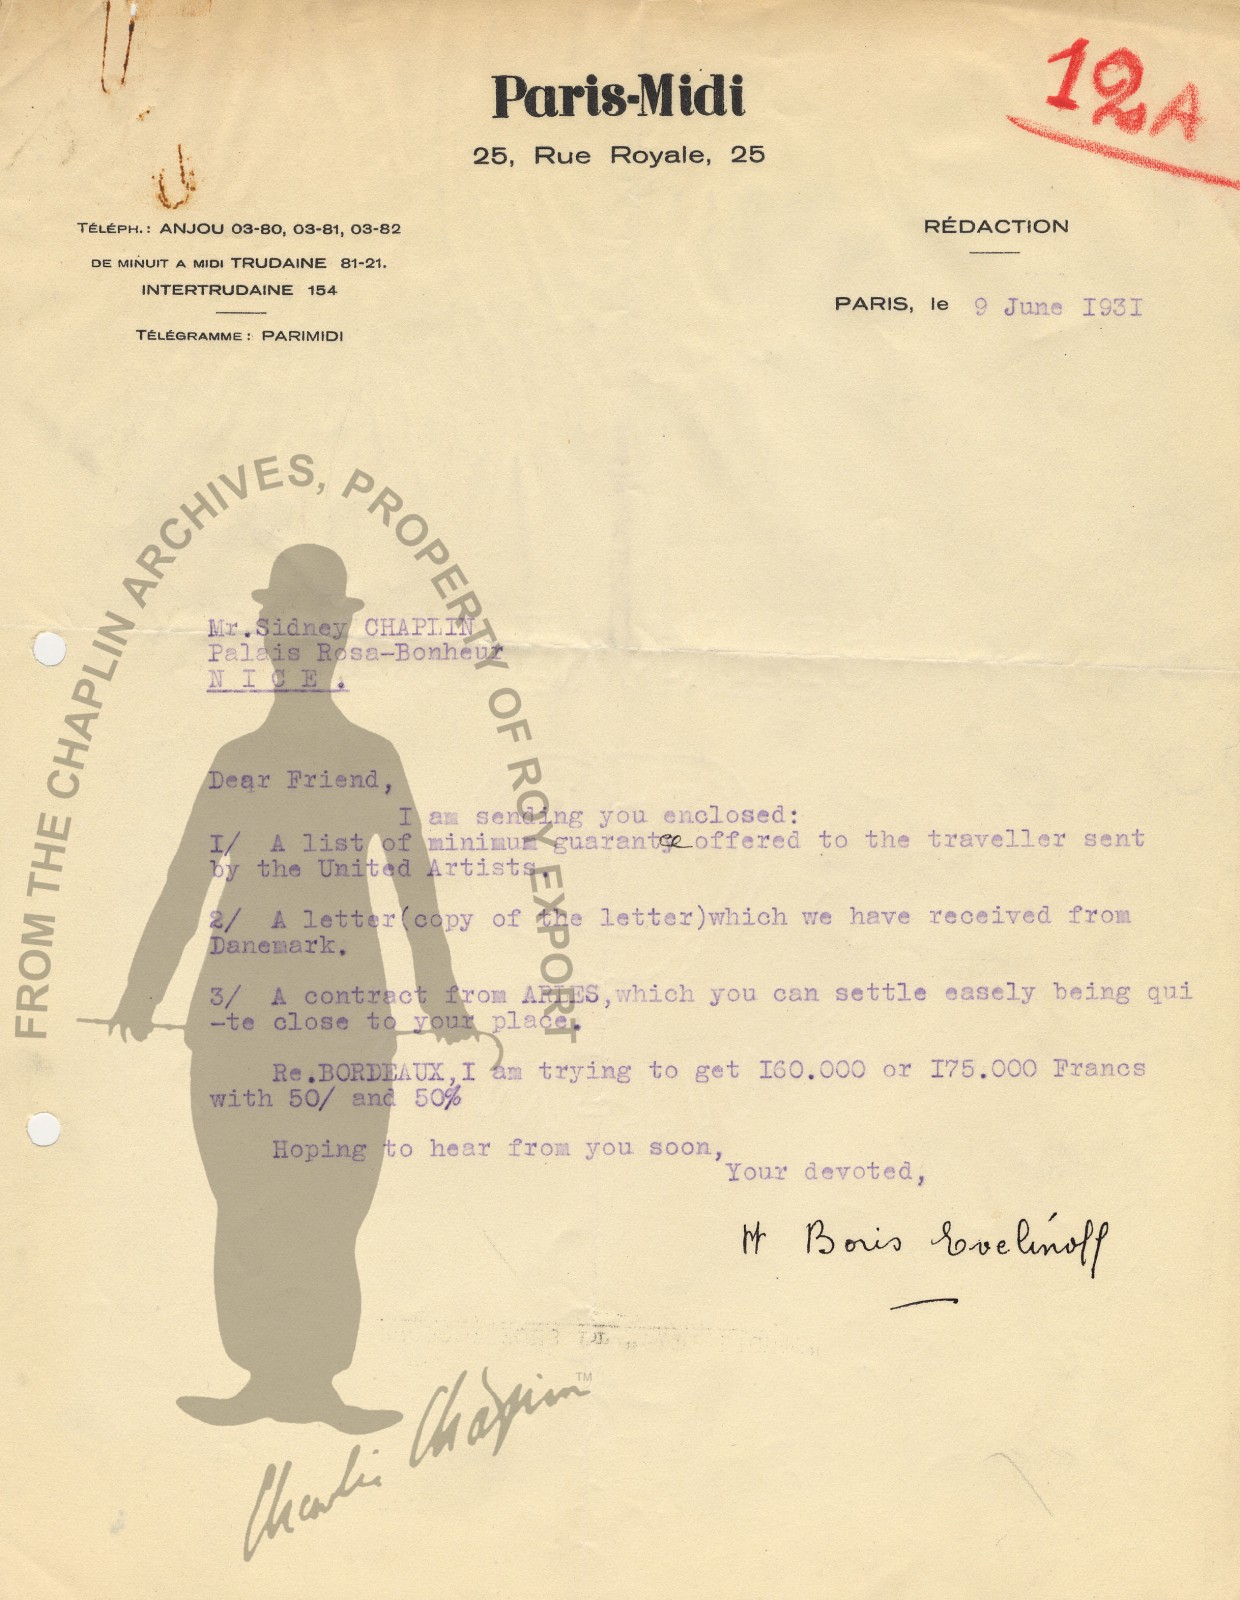 12A
Paris-Midi
25, Rue Royale, 25
TÉLÉPH.: ANJOU 03-80, 03-81, 03-82
DE MINUIT A MIDI TRUDAINE 81-21.
INTERTRUDAINE 154
TÉLÉGRAMME: PARIMIDI
RÉDACTION
PARIS, le 9 June I93I
FROM THE CHAPLIN ARCHIVES, PROPERTY OF ROY EXPORT
Mr.Sidney CHAPLIN
Palais Rosa-Bonheur
N I C E .
Dear Friend,
I am sending you enclosed:
I/ A list of minimum guarantee offered to the traveller sent
by the United Artists.
2/ A letter(copy of the letter)which we have received from
Danemark.
3/ A contract from ARLES,which you can settle easely being qui
-te close to your place.
Re.BORDEAUX,I am trying to get I60.000 or I75.000 Francs
with 50/ and 50%
Hoping to hear from you soon,
Your devoted,
Boris Evelinoff
Charlie Chaplin™